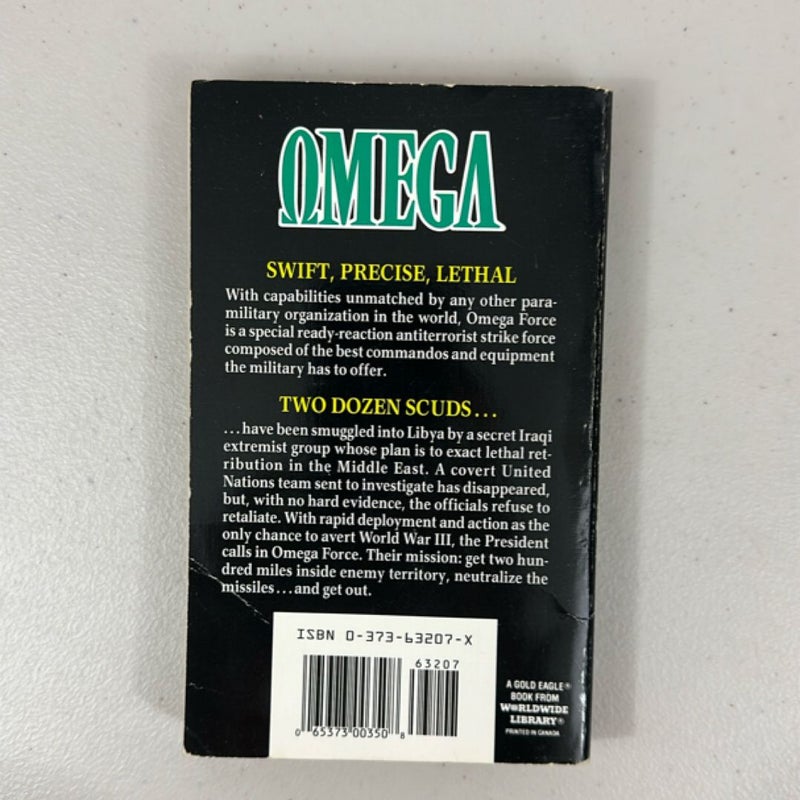 OMEGA
SWIFT, PRECISE, LETHAL
With capabilities unmatched by any other para-
military organization in the world, Omega Force
is a special ready-reaction antiterrorist strike force
composed of the best commandos and equipment
the military has to offer.
TWO DOZEN SCUDS...
...have been smuggled into Libya by a secret Iraqi
extremist group whose plan is to exact lethal ret-
ribution in the Middle East. A covert United
Nations team sent to investigate has disappeared,
but, with no hard evidence, the officials refuse to
retaliate. With rapid deployment and action as the
only chance to avert World War III, the President
calls in Omega Force. Their mission: get two hun-
dred miles inside enemy territory, neutralize the
missiles...and get out.
ISBN 0-373-63207-X
63207
0 65373 00350 8
A GOLD EAGLE®
BOOK FROM
WORLDWIDE
LIBRARY®
PRINTED IN CANADA